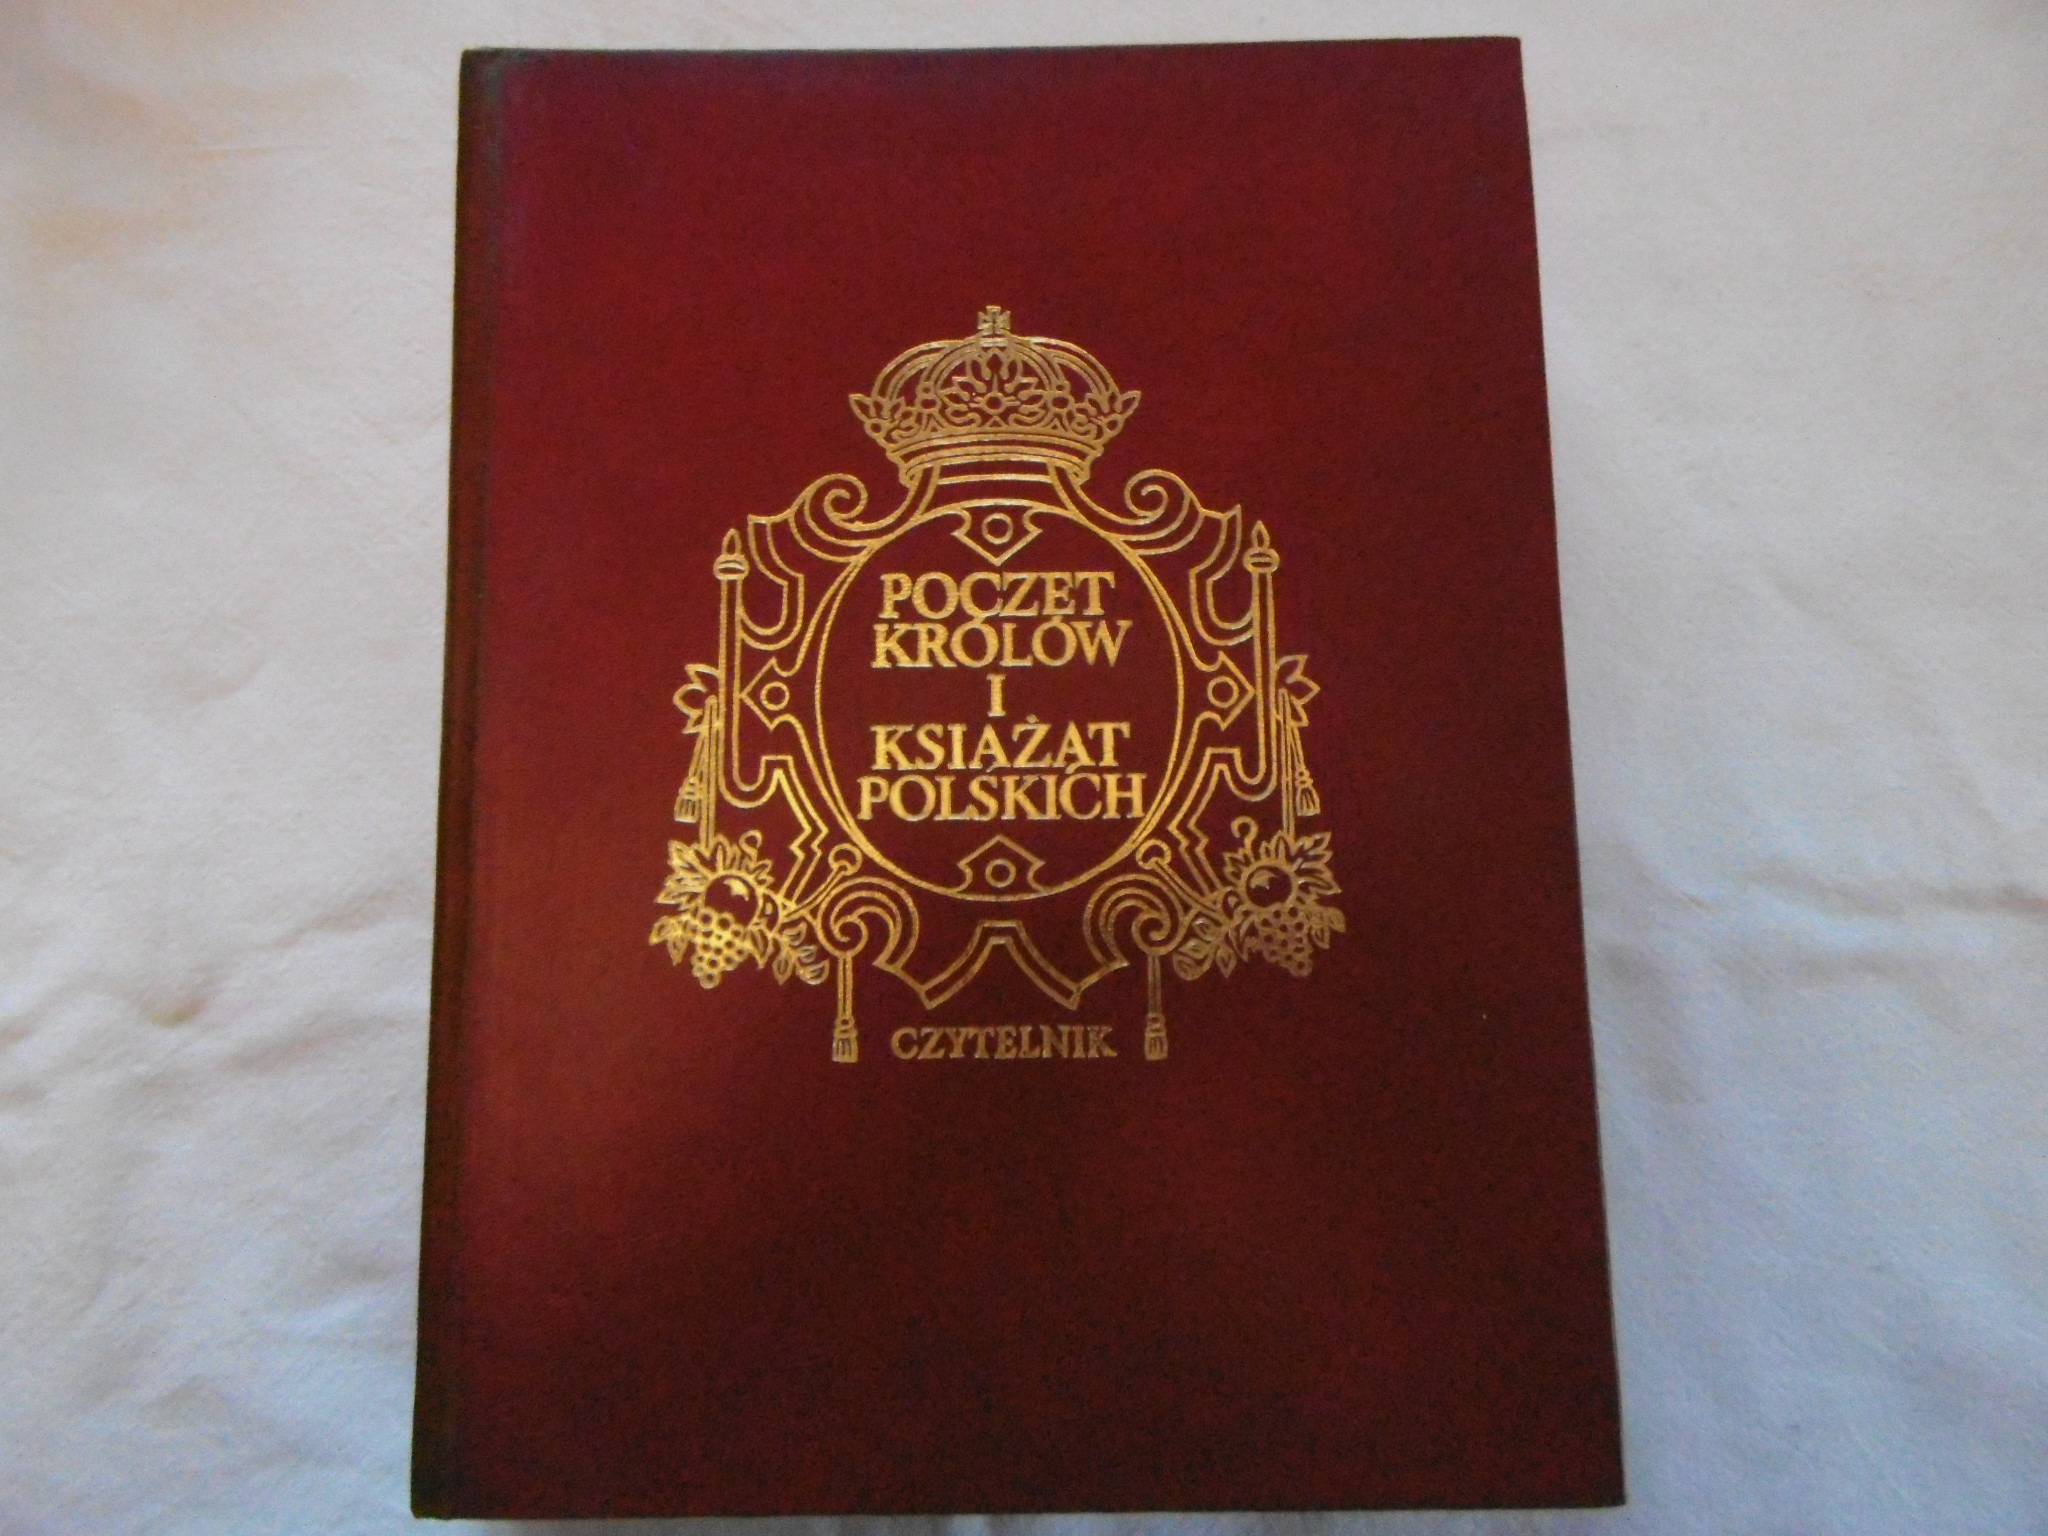 POCZET
KRÓLÓW
I
KSIĄŻĄT
POLSKICH
CZYTELNIK